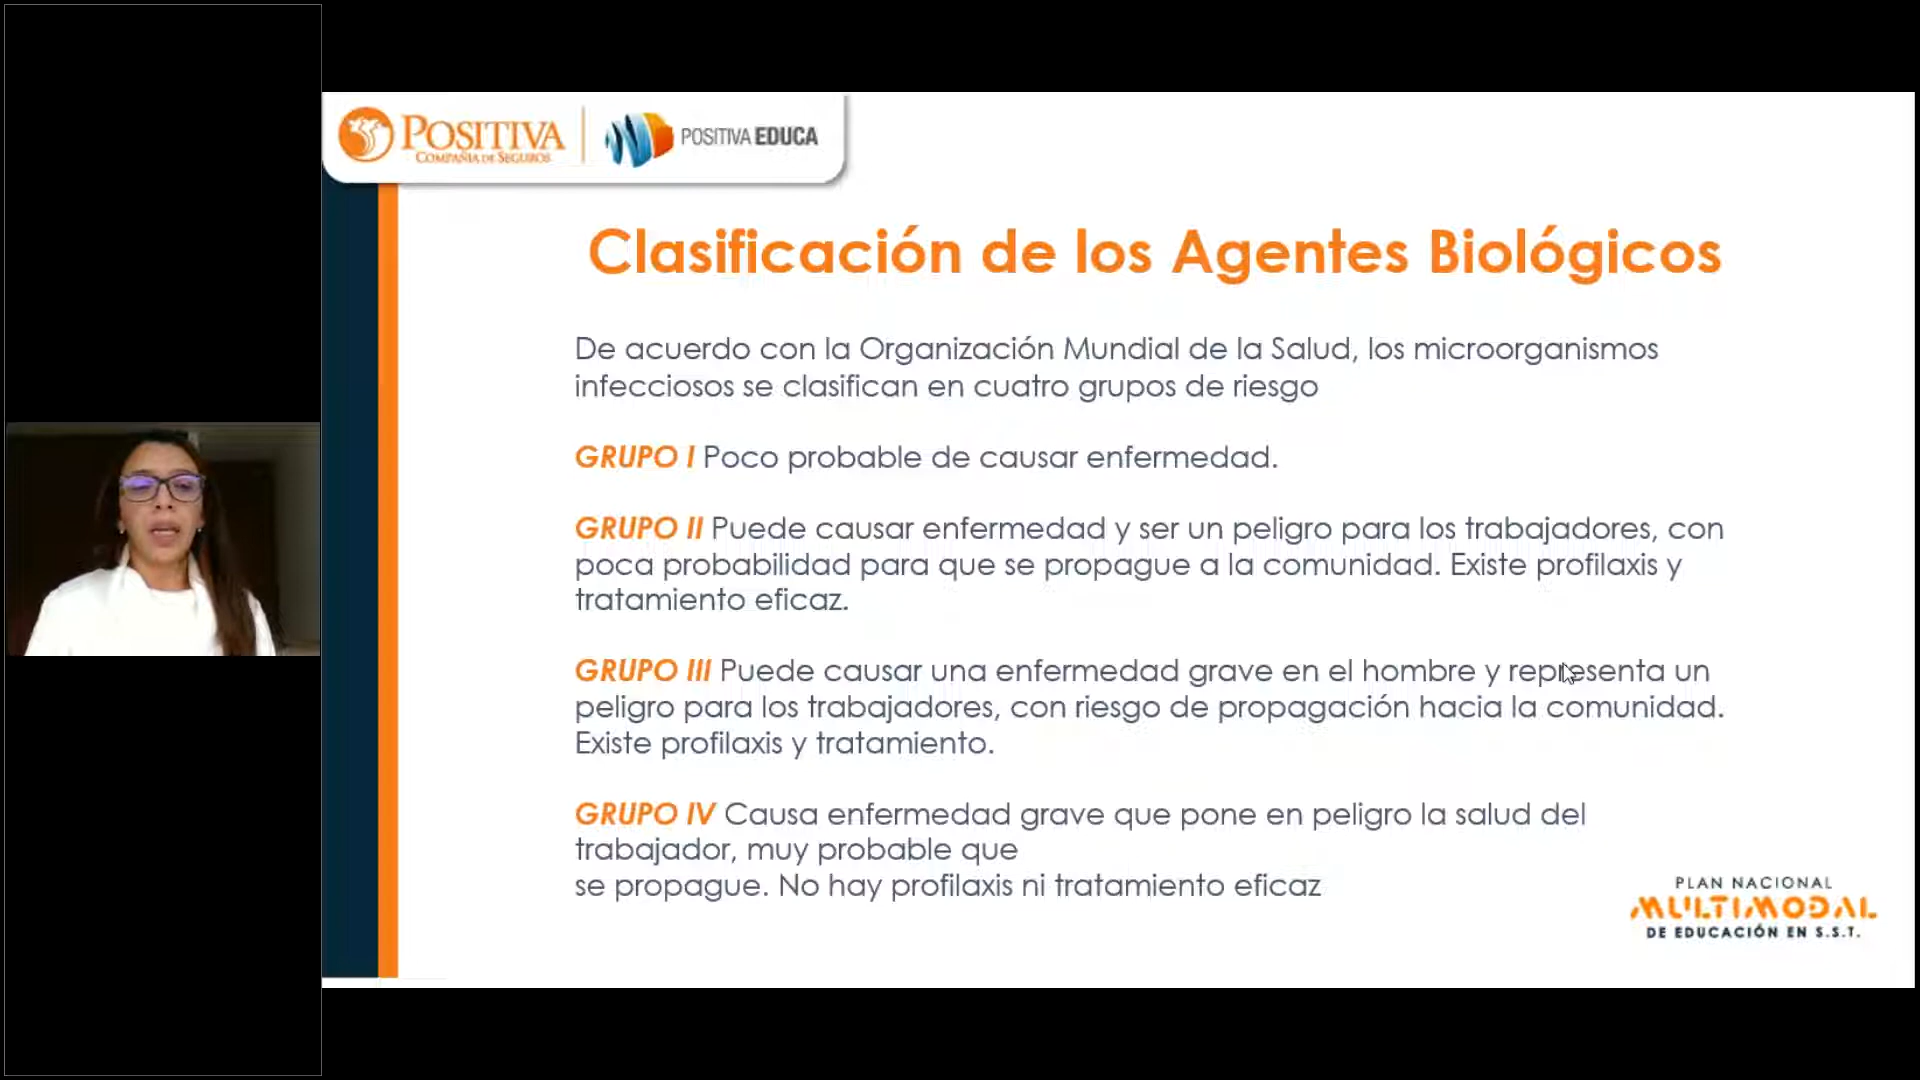 POSITIVA
COMPAÑIA DE SEGUROS
POSITIVA EDUCA
Clasificación de los Agentes Biológicos
De acuerdo con la Organización Mundial de la Salud, los microorganismos
infecciosos se clasifican en cuatro grupos de riesgo
GRUPO I Poco probable de causar enfermedad.
GRUPO II Puede causar enfermedad y ser un peligro para los trabajadores, con
poca probabilidad para que se propague a la comunidad. Existe profilaxis y
tratamiento eficaz.
GRUPO III Puede causar una enfermedad grave en el hombre y representa un
peligro para los trabajadores, con riesgo de propagación hacia la comunidad.
Existe profilaxis y tratamiento.
GRUPO IV Causa enfermedad grave que pone en peligro la salud del
trabajador, muy probable que
se propague. No hay profilaxis ni tratamiento eficaz
PLAN NACIONAL
MULTIMODAL
DE EDUCACIÓN EN S.S.T.